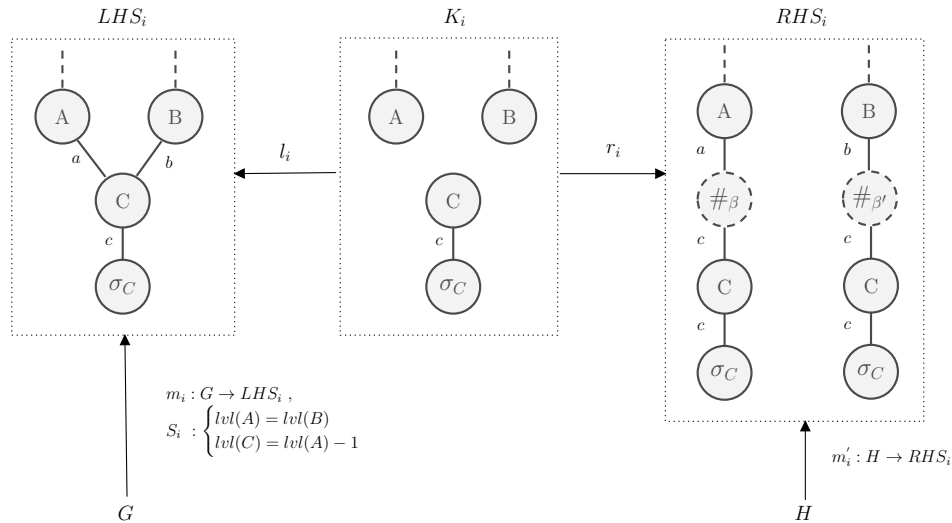 LHS_i
K_i
RHS_i
A B
a b
C
c
σ_C
l_i
A B
C
c
σ_C
r_i
A B
a b
#_β #_β'
c c
C C
c c
σ_C σ_C
m_i : G → LHS_i ,
S_i : { lvl(A) = lvl(B)
lvl(C) = lvl(A) − 1
m_i' : H → RHS_i
G
H